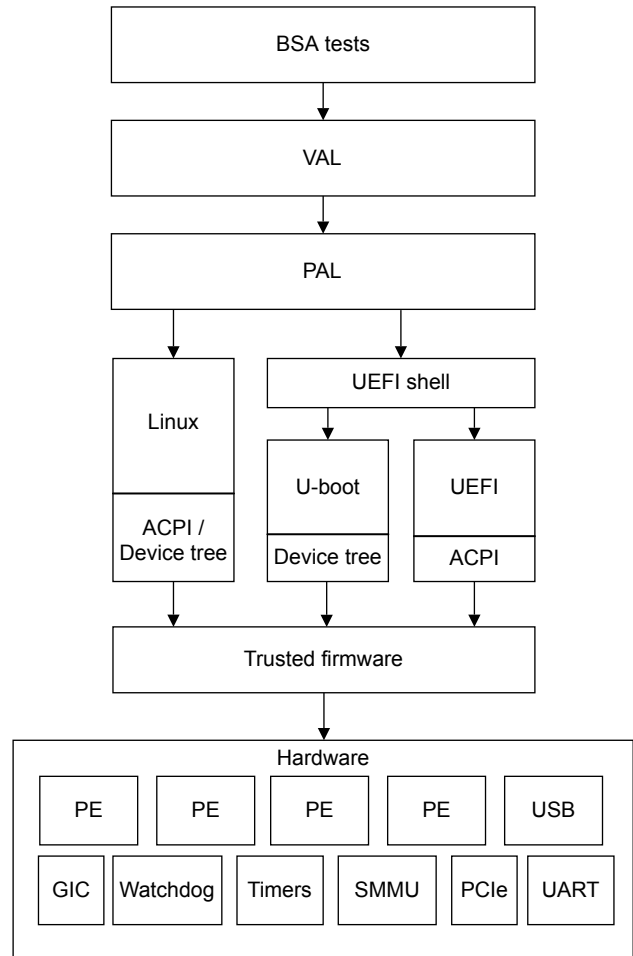 BSA tests
VAL
PAL
Linux
ACPI /
Device tree
UEFI shell
U-boot
Device tree
UEFI
ACPI
Trusted firmware
Hardware
PE
PE
PE
PE
USB
GIC
Watchdog
Timers
SMMU
PCIe
UART